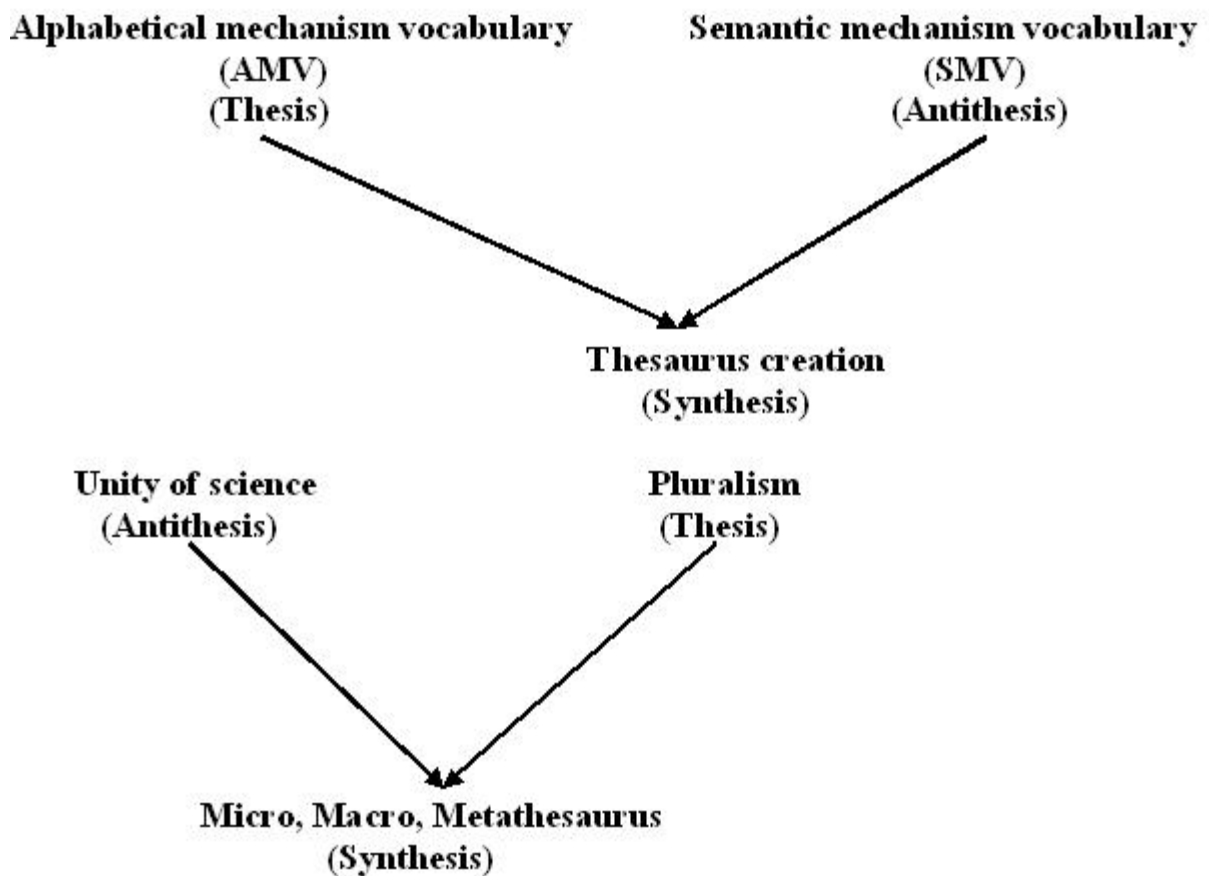 Alphabetical mechanism vocabulary
(AMV)
(Thesis)
Semantic mechanism vocabulary
(SMV)
(Antithesis)
Thesaurus creation
(Synthesis)
Unity of science
(Antithesis)
Pluralism
(Thesis)
Micro, Macro, Metathesaurus
(Synthesis)